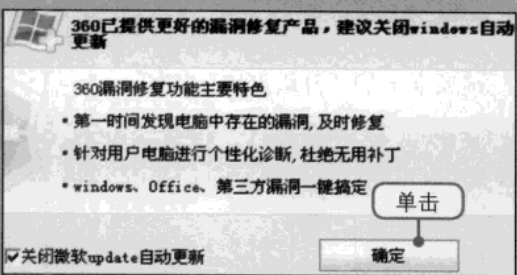 360已提供更好的漏洞修复产品，建议关闭windows自动
更新
360漏洞修复功能主要特色
·第一时间发现电脑中存在的漏洞,及时修复
·针对用户电脑进行个性化诊断,杜绝无用补丁
·windows、Office、第三方漏洞一键搞定
单击
关闭微软update自动更新
确定